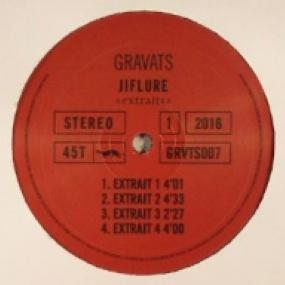 GRAVATS
JIFLURE
«extraits»
STEREO 1 2016
45T GRVTS007
1. EXTRAIT 1 4'01
2. EXTRAIT 2 4'33
3. EXTRAIT 3 2'27
4. EXTRAIT 4 4'00